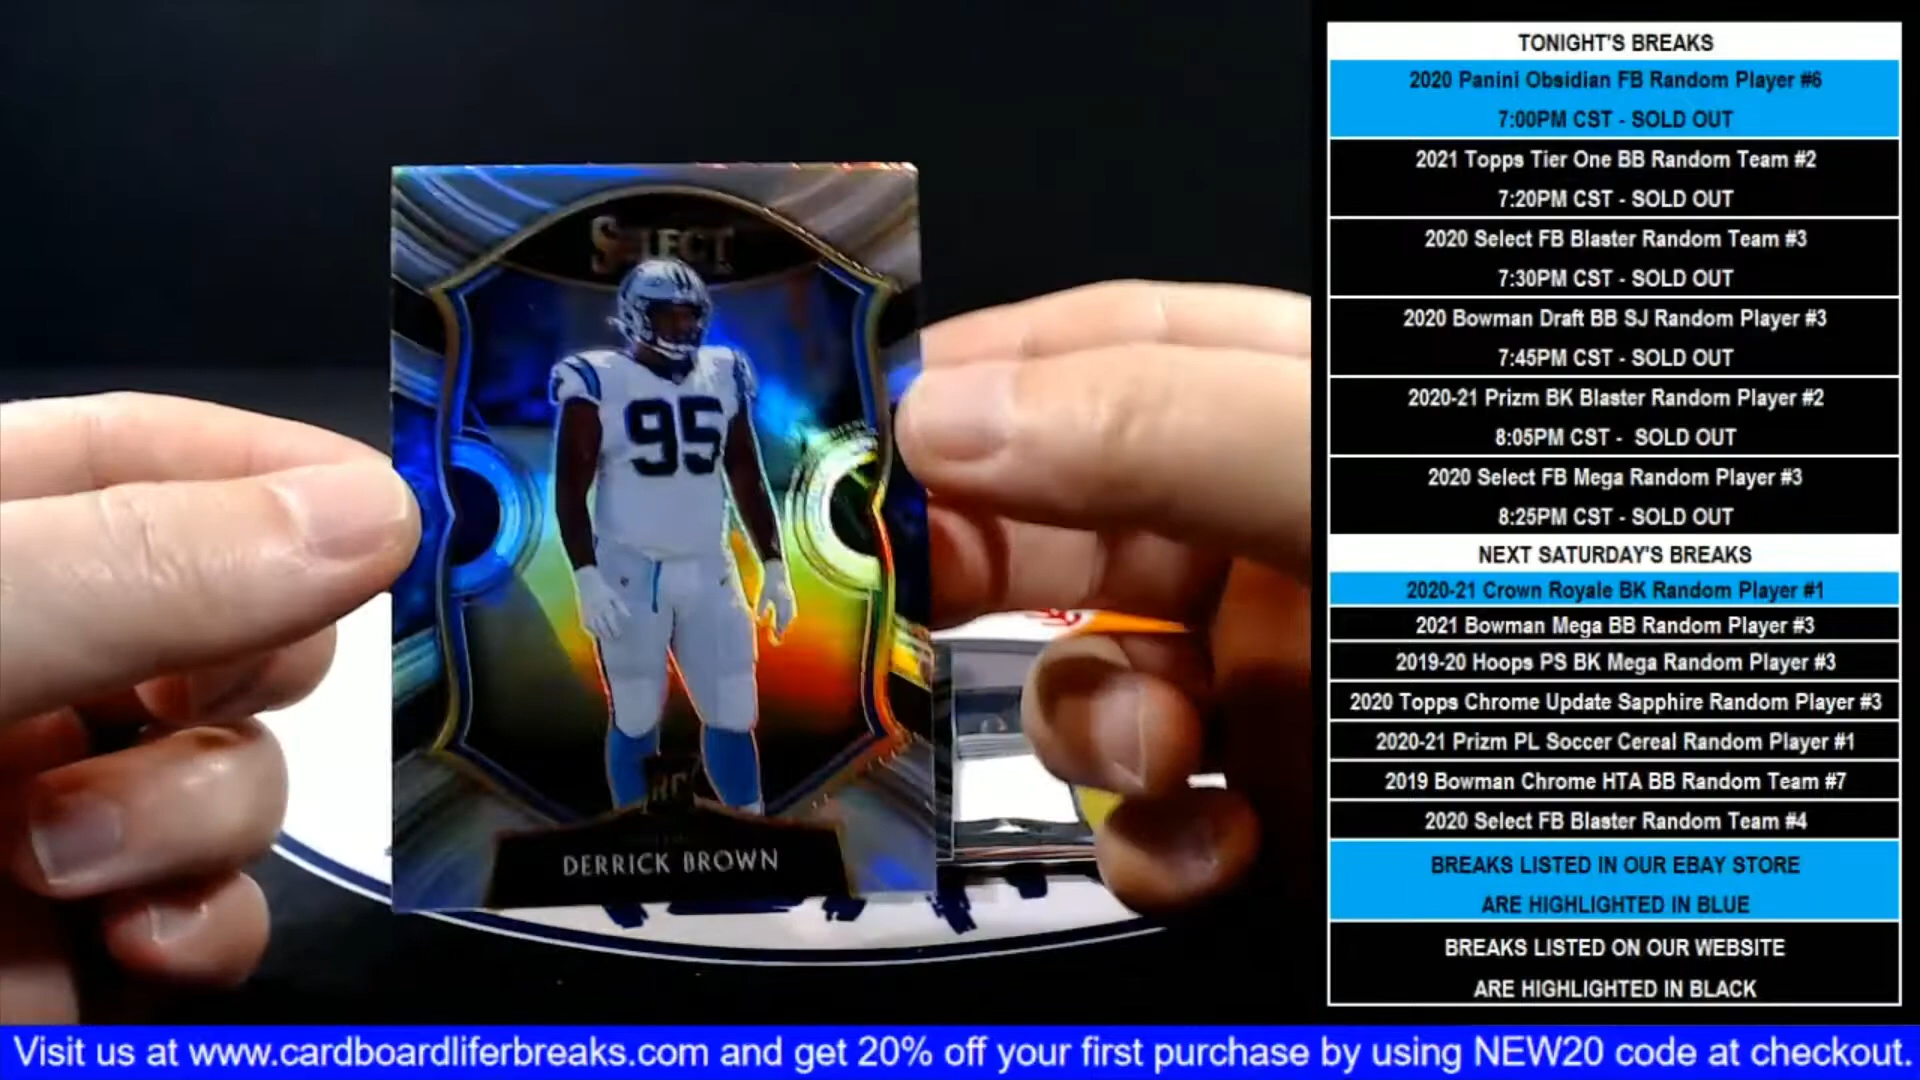 SELECT
95
RC
DERRICK BROWN
TONIGHT'S BREAKS
2020 Panini Obsidian FB Random Player #6
7:00PM CST - SOLD OUT
2021 Topps Tier One BB Random Team #2
7:20PM CST - SOLD OUT
2020 Select FB Blaster Random Team #3
7:30PM CST - SOLD OUT
2020 Bowman Draft BB SJ Random Player #3
7:45PM CST - SOLD OUT
2020-21 Prizm BK Blaster Random Player #2
8:05PM CST - SOLD OUT
2020 Select FB Mega Random Player #3
8:25PM CST - SOLD OUT
NEXT SATURDAY'S BREAKS
2020-21 Crown Royale BK Random Player #1
2021 Bowman Mega BB Random Player #3
2019-20 Hoops PS BK Mega Random Player #3
2020 Topps Chrome Update Sapphire Random Player #3
2020-21 Prizm PL Soccer Cereal Random Player #1
2019 Bowman Chrome HTA BB Random Team #7
2020 Select FB Blaster Random Team #4
BREAKS LISTED IN OUR EBAY STORE
ARE HIGHLIGHTED IN BLUE
BREAKS LISTED ON OUR WEBSITE
ARE HIGHLIGHTED IN BLACK
Visit us at www.cardboardliferbreaks.com and get 20% off your first purchase by using NEW20 code at checkout.